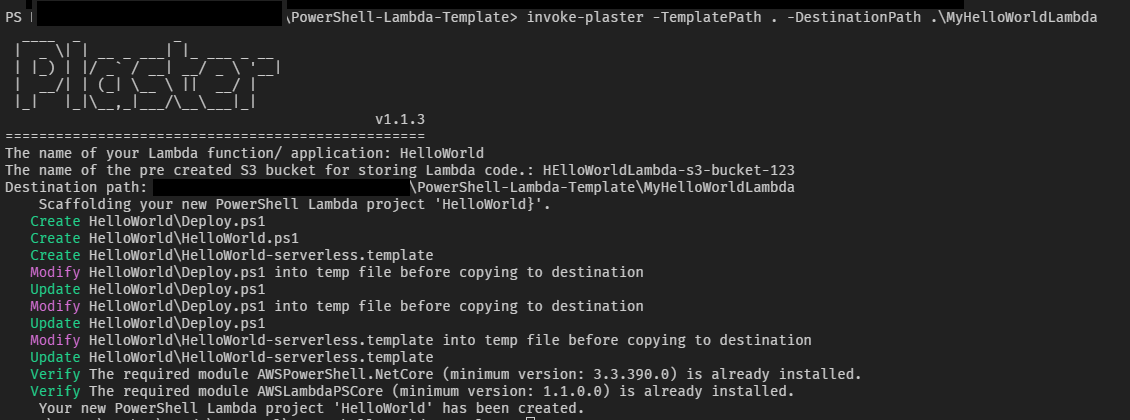 PS \PowerShell-Lambda-Template> invoke-plaster -TemplatePath . -DestinationPath .\MyHelloWorldLambda
Plaster
v1.1.3
==================================================
The name of your Lambda function/ application: HelloWorld
The name of the pre created S3 bucket for storing Lambda code.: HElloWorldLambda-s3-bucket-123
Destination path: \PowerShell-Lambda-Template\MyHelloWorldLambda
Scaffolding your new PowerShell Lambda project 'HelloWorld}'.
Create HelloWorld\Deploy.ps1
Create HelloWorld\HelloWorld.ps1
Create HelloWorld\HelloWorld-serverless.template
Modify HelloWorld\Deploy.ps1 into temp file before copying to destination
Update HelloWorld\Deploy.ps1
Modify HelloWorld\Deploy.ps1 into temp file before copying to destination
Update HelloWorld\Deploy.ps1
Modify HelloWorld\HelloWorld-serverless.template into temp file before copying to destination
Update HelloWorld\HelloWorld-serverless.template
Verify The required module AWSPowerShell.NetCore (minimum version: 3.3.390.0) is already installed.
Verify The required module AWSLambdaPSCore (minimum version: 1.1.0.0) is already installed.
Your new PowerShell Lambda project 'HelloWorld' has been created.